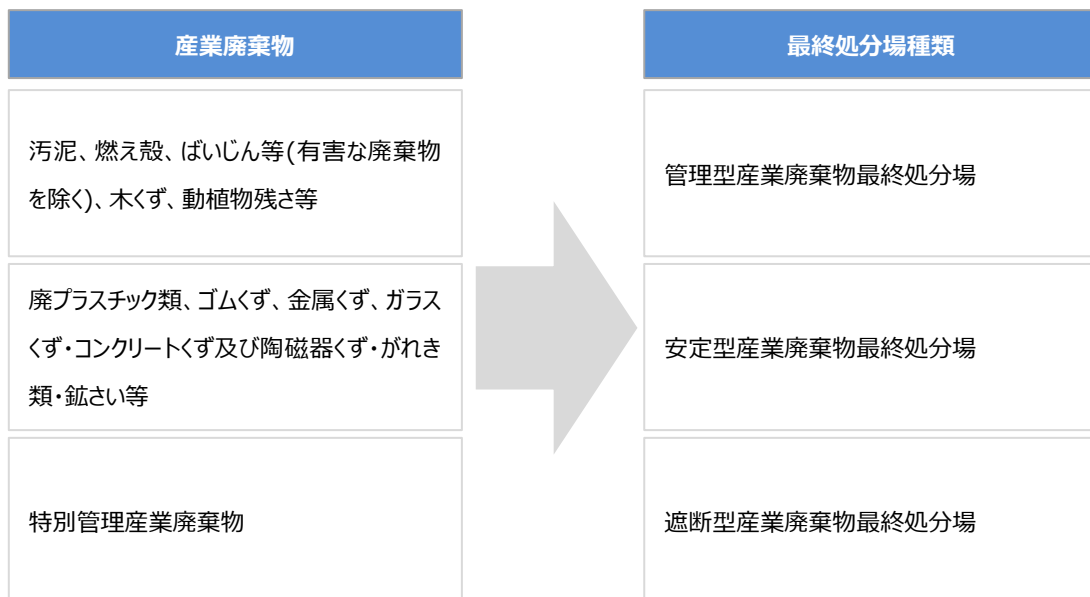 産業廃棄物
最終処分場種類
汚泥、燃え殻、ばいじん等(有害な廃棄物
を除く)、木くず、動植物残さ等
管理型産業廃棄物最終処分場
廃プラスチック類、ゴムくず、金属くず、ガラス
くず・コンクリートくず及び陶磁器くず・がれき
類・鉱さい等
安定型産業廃棄物最終処分場
特別管理産業廃棄物
遮断型産業廃棄物最終処分場